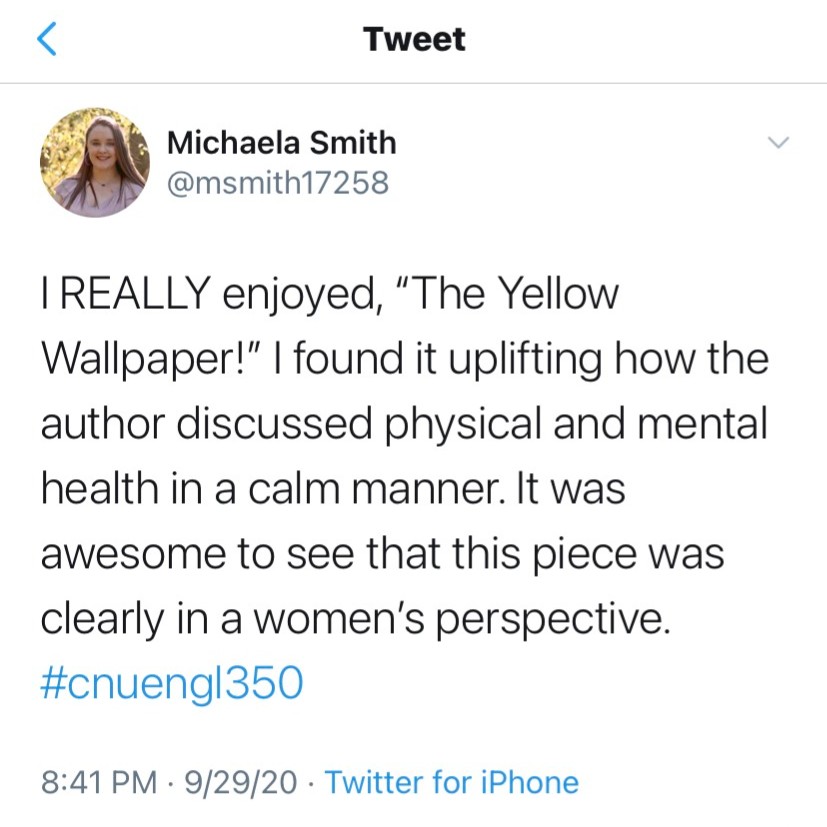 Tweet
Michaela Smith
@msmith17258
I REALLY enjoyed, “The Yellow
Wallpaper!” I found it uplifting how the
author discussed physical and mental
health in a calm manner. It was
awesome to see that this piece was
clearly in a women’s perspective.
#cnuengl350
8:41 PM · 9/29/20 · Twitter for iPhone